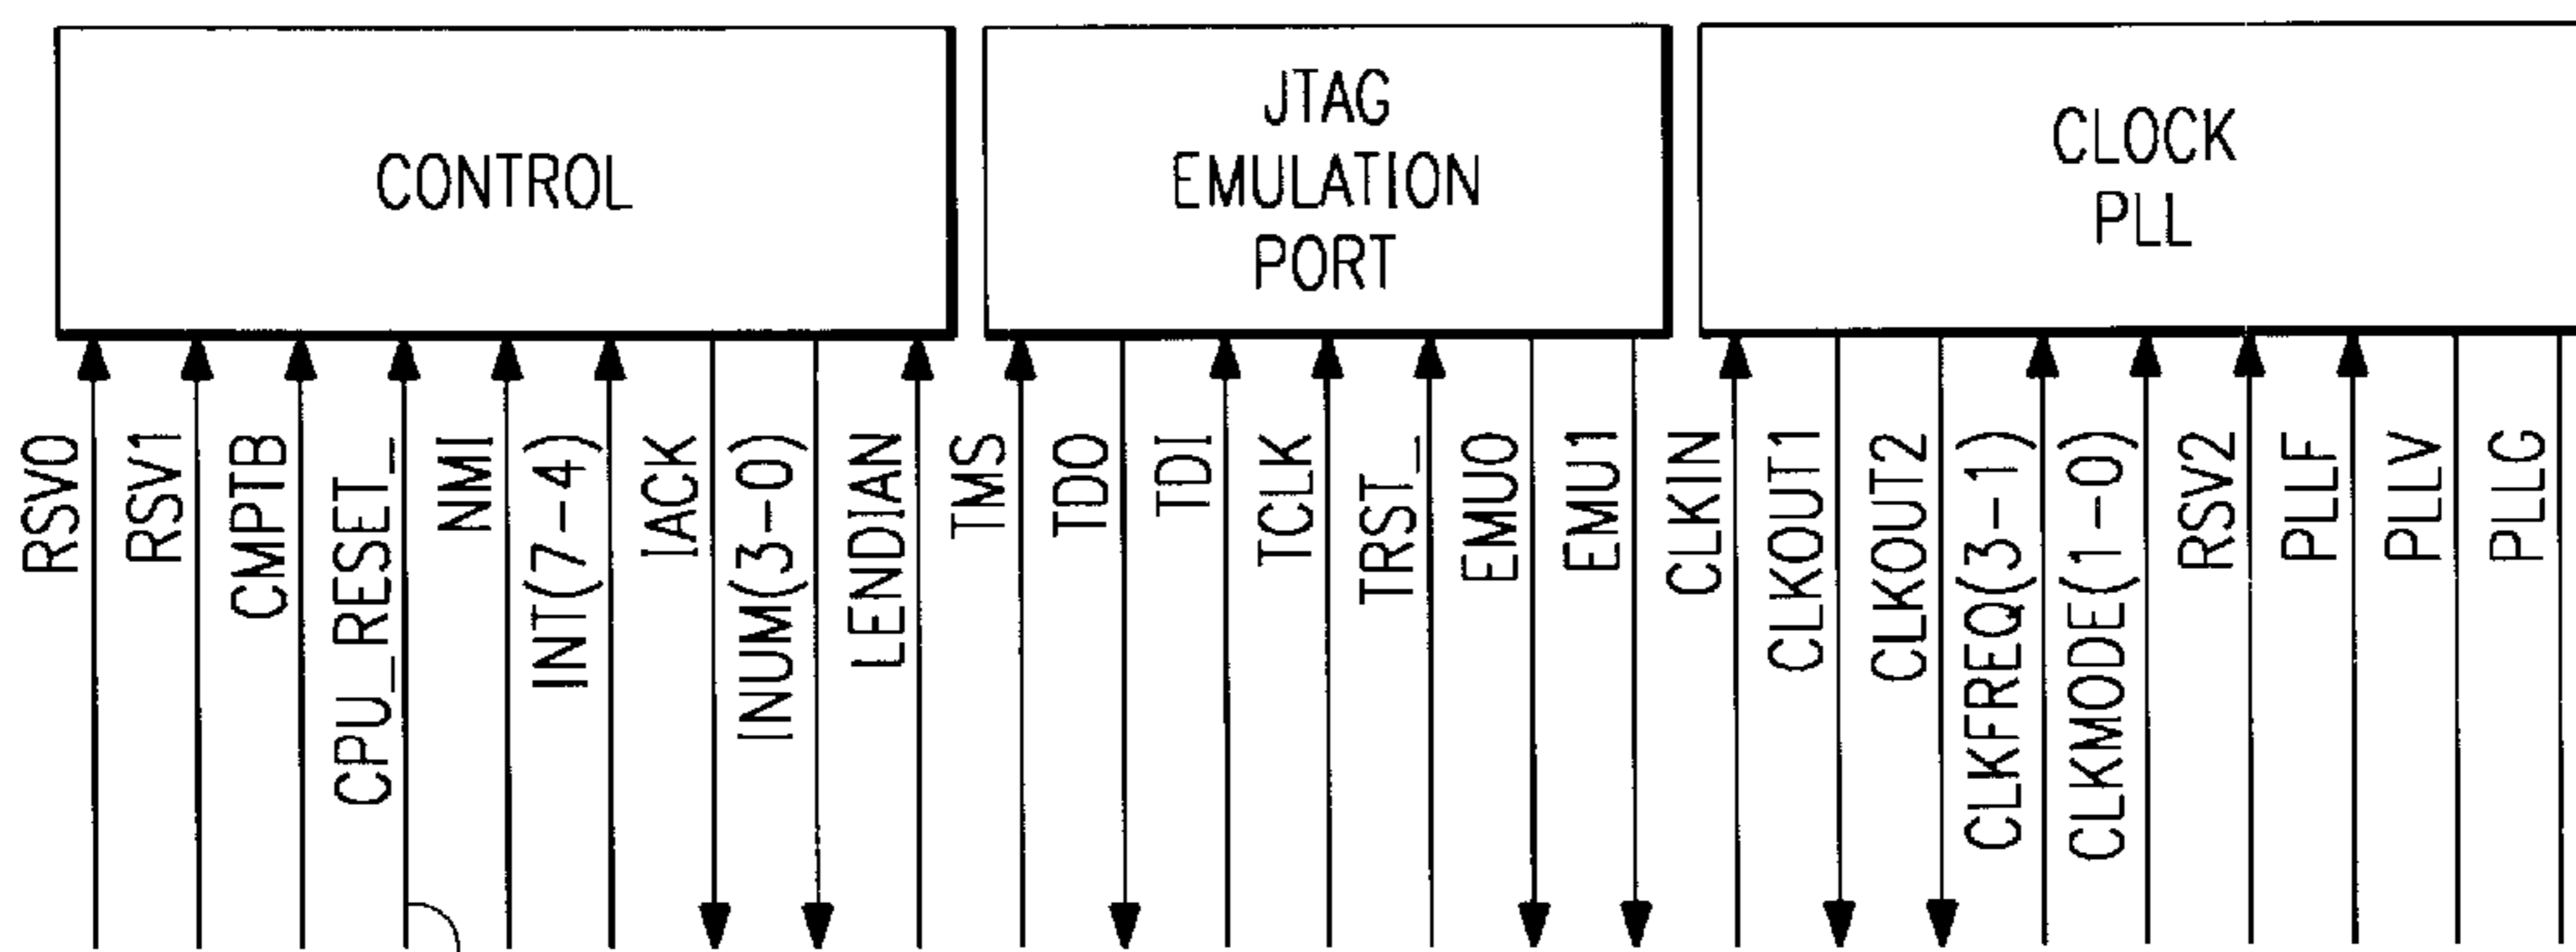 CONTROL
JTAG
EMULATION
PORT
CLOCK
PLL
RSV0
RSV1
CMPTB
CPU_RESET_
NMI
INT(7-4)
IACK
INUM(3-0)
LENDIAN
TMS
TDO
TDI
TCLK
TRST_
EMU0
EMU1
CLKIN
CLKOUT1
CLKOUT2
CLKFREQ(3-1)
CLKMODE(1-0)
RSV2
PLLF
PLLV
PLLG